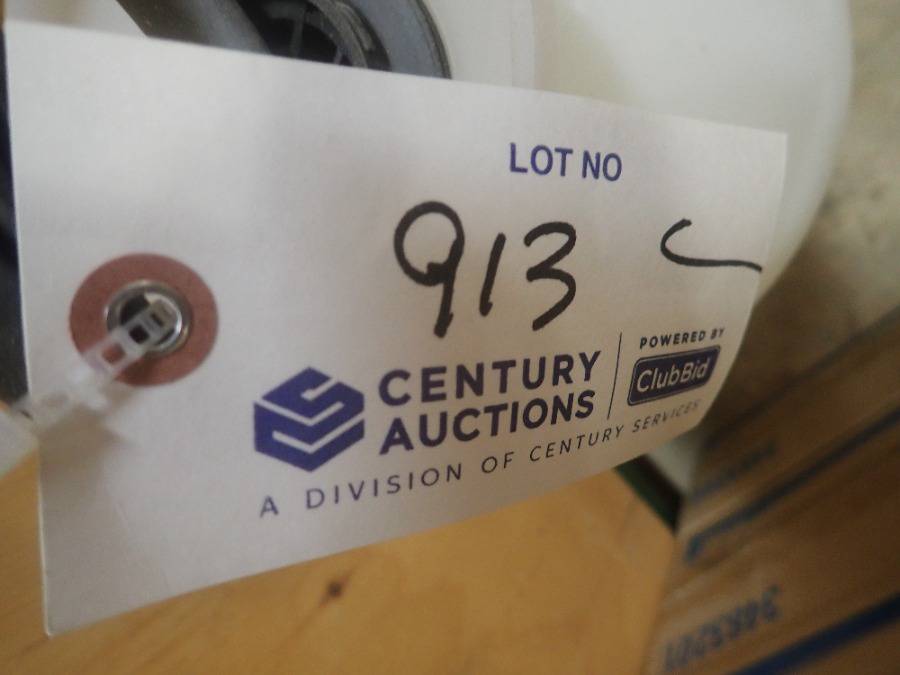 LOT NO
913 C
CENTURY
AUCTIONS
POWERED BY
ClubBid
A DIVISION OF CENTURY SERVICES